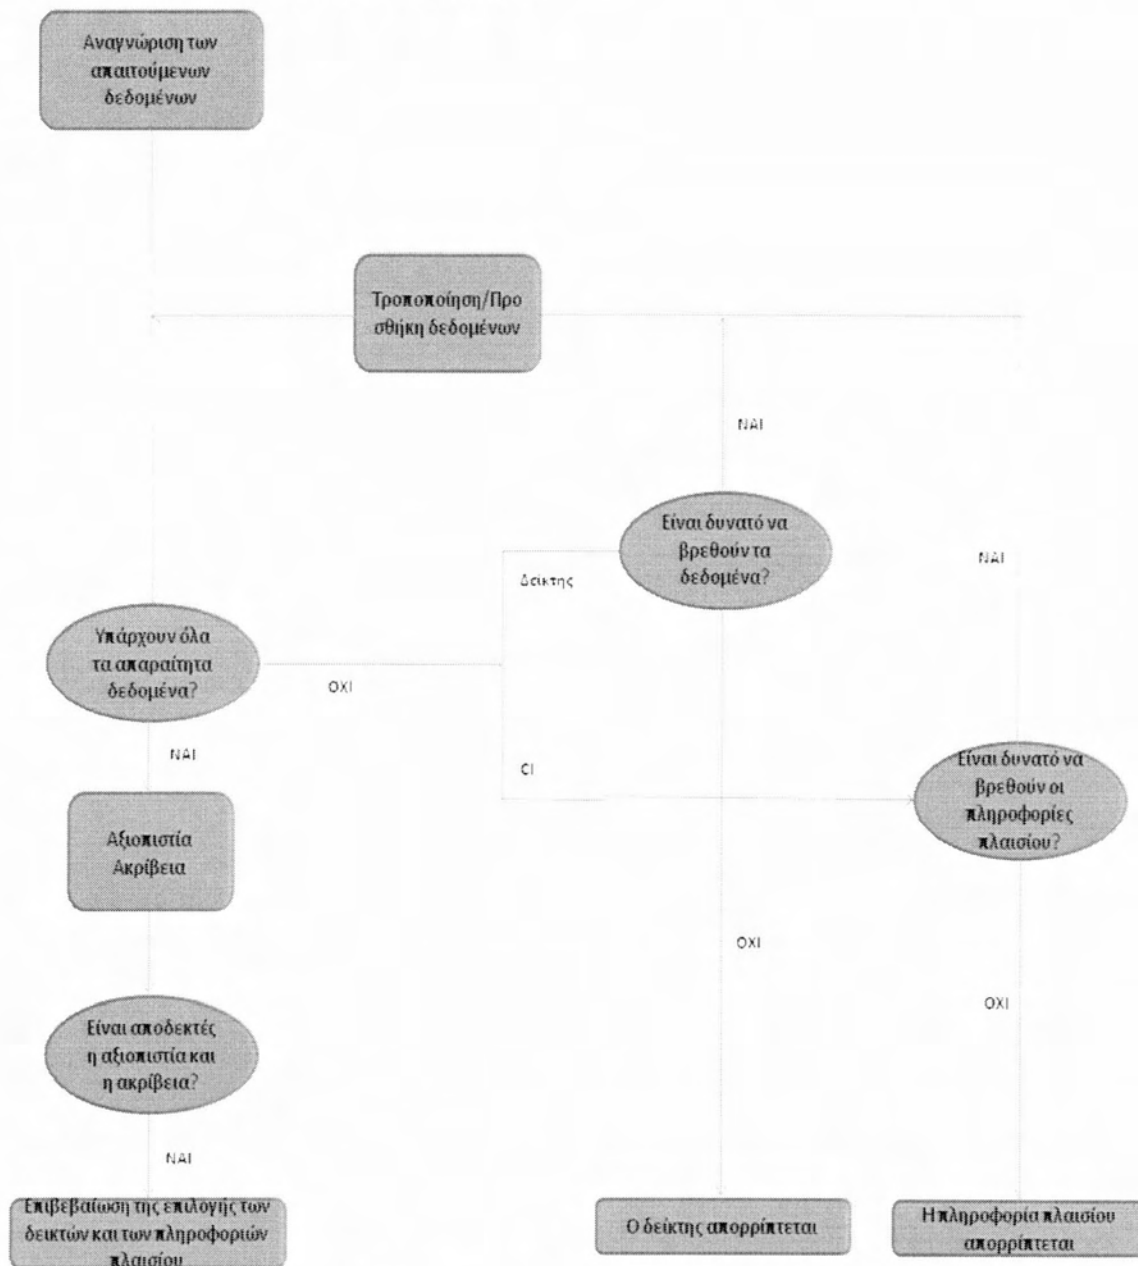 Αναγνώριση των
απαιτούμενων
δεδομένων
Τροποποίηση/Προ
σθήκη δεδομένων
ΝΑΙ
Είναι δυνατό να
βρεθούν τα
δεδομένα?
ΝΑΙ
Δείκτης
Υπάρχουν όλα
τα απαραίτητα
δεδομένα?
ΟΧΙ
ΝΑΙ
CI
Είναι δυνατό να
βρεθούν οι
πληροφορίες
πλαισίου?
Αξιοπιστία
Ακρίβεια
ΟΧΙ
ΟΧΙ
Είναι αποδεκτές
η αξιοπιστία και
η ακρίβεια?
ΝΑΙ
Επιβεβαίωση της επιλογής των
δεικτών και των πληροφοριών
πλαισίου
Ο δείκτης απορρίπτεται
Η πληροφορία πλαισίου
απορρίπτεται